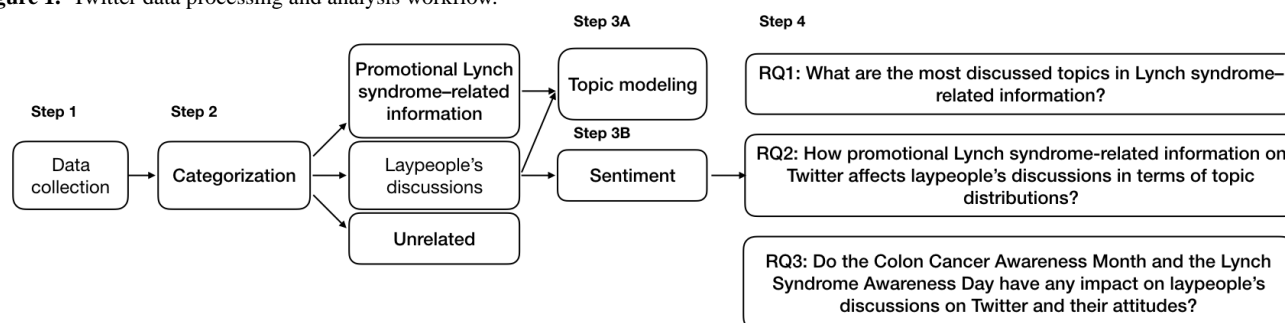 Figure 1. Twitter data processing and analysis workflow.
Step 1
Data
collection
Step 2
Categorization
Promotional Lynch
syndrome–related
information
Laypeople's
discussions
Unrelated
Step 3A
Topic modeling
Step 3B
Sentiment
Step 4
RQ1: What are the most discussed topics in Lynch syndrome–
related information?
RQ2: How promotional Lynch syndrome-related information on
Twitter affects laypeople's discussions in terms of topic
distributions?
RQ3: Do the Colon Cancer Awareness Month and the Lynch
Syndrome Awareness Day have any impact on laypeople's
discussions on Twitter and their attitudes?